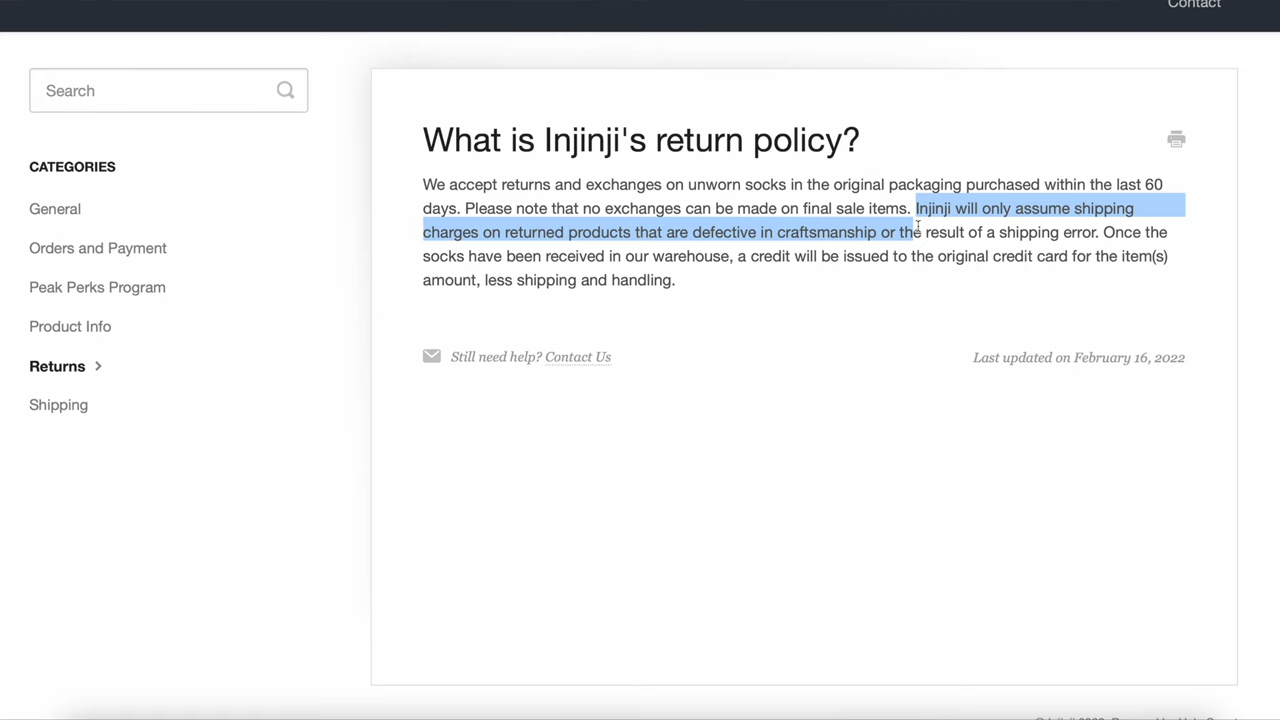 Contact
Search
CATEGORIES
General
Orders and Payment
Peak Perks Program
Product Info
Returns
Shipping
What is Injinji's return policy?
We accept returns and exchanges on unworn socks in the original packaging purchased within the last 60
days. Please note that no exchanges can be made on final sale items. Injinji will only assume shipping
charges on returned products that are defective in craftsmanship or the result of a shipping error. Once the
socks have been received in our warehouse, a credit will be issued to the original credit card for the item(s)
amount, less shipping and handling.
Still need help? Contact Us
Last updated on February 16, 2022